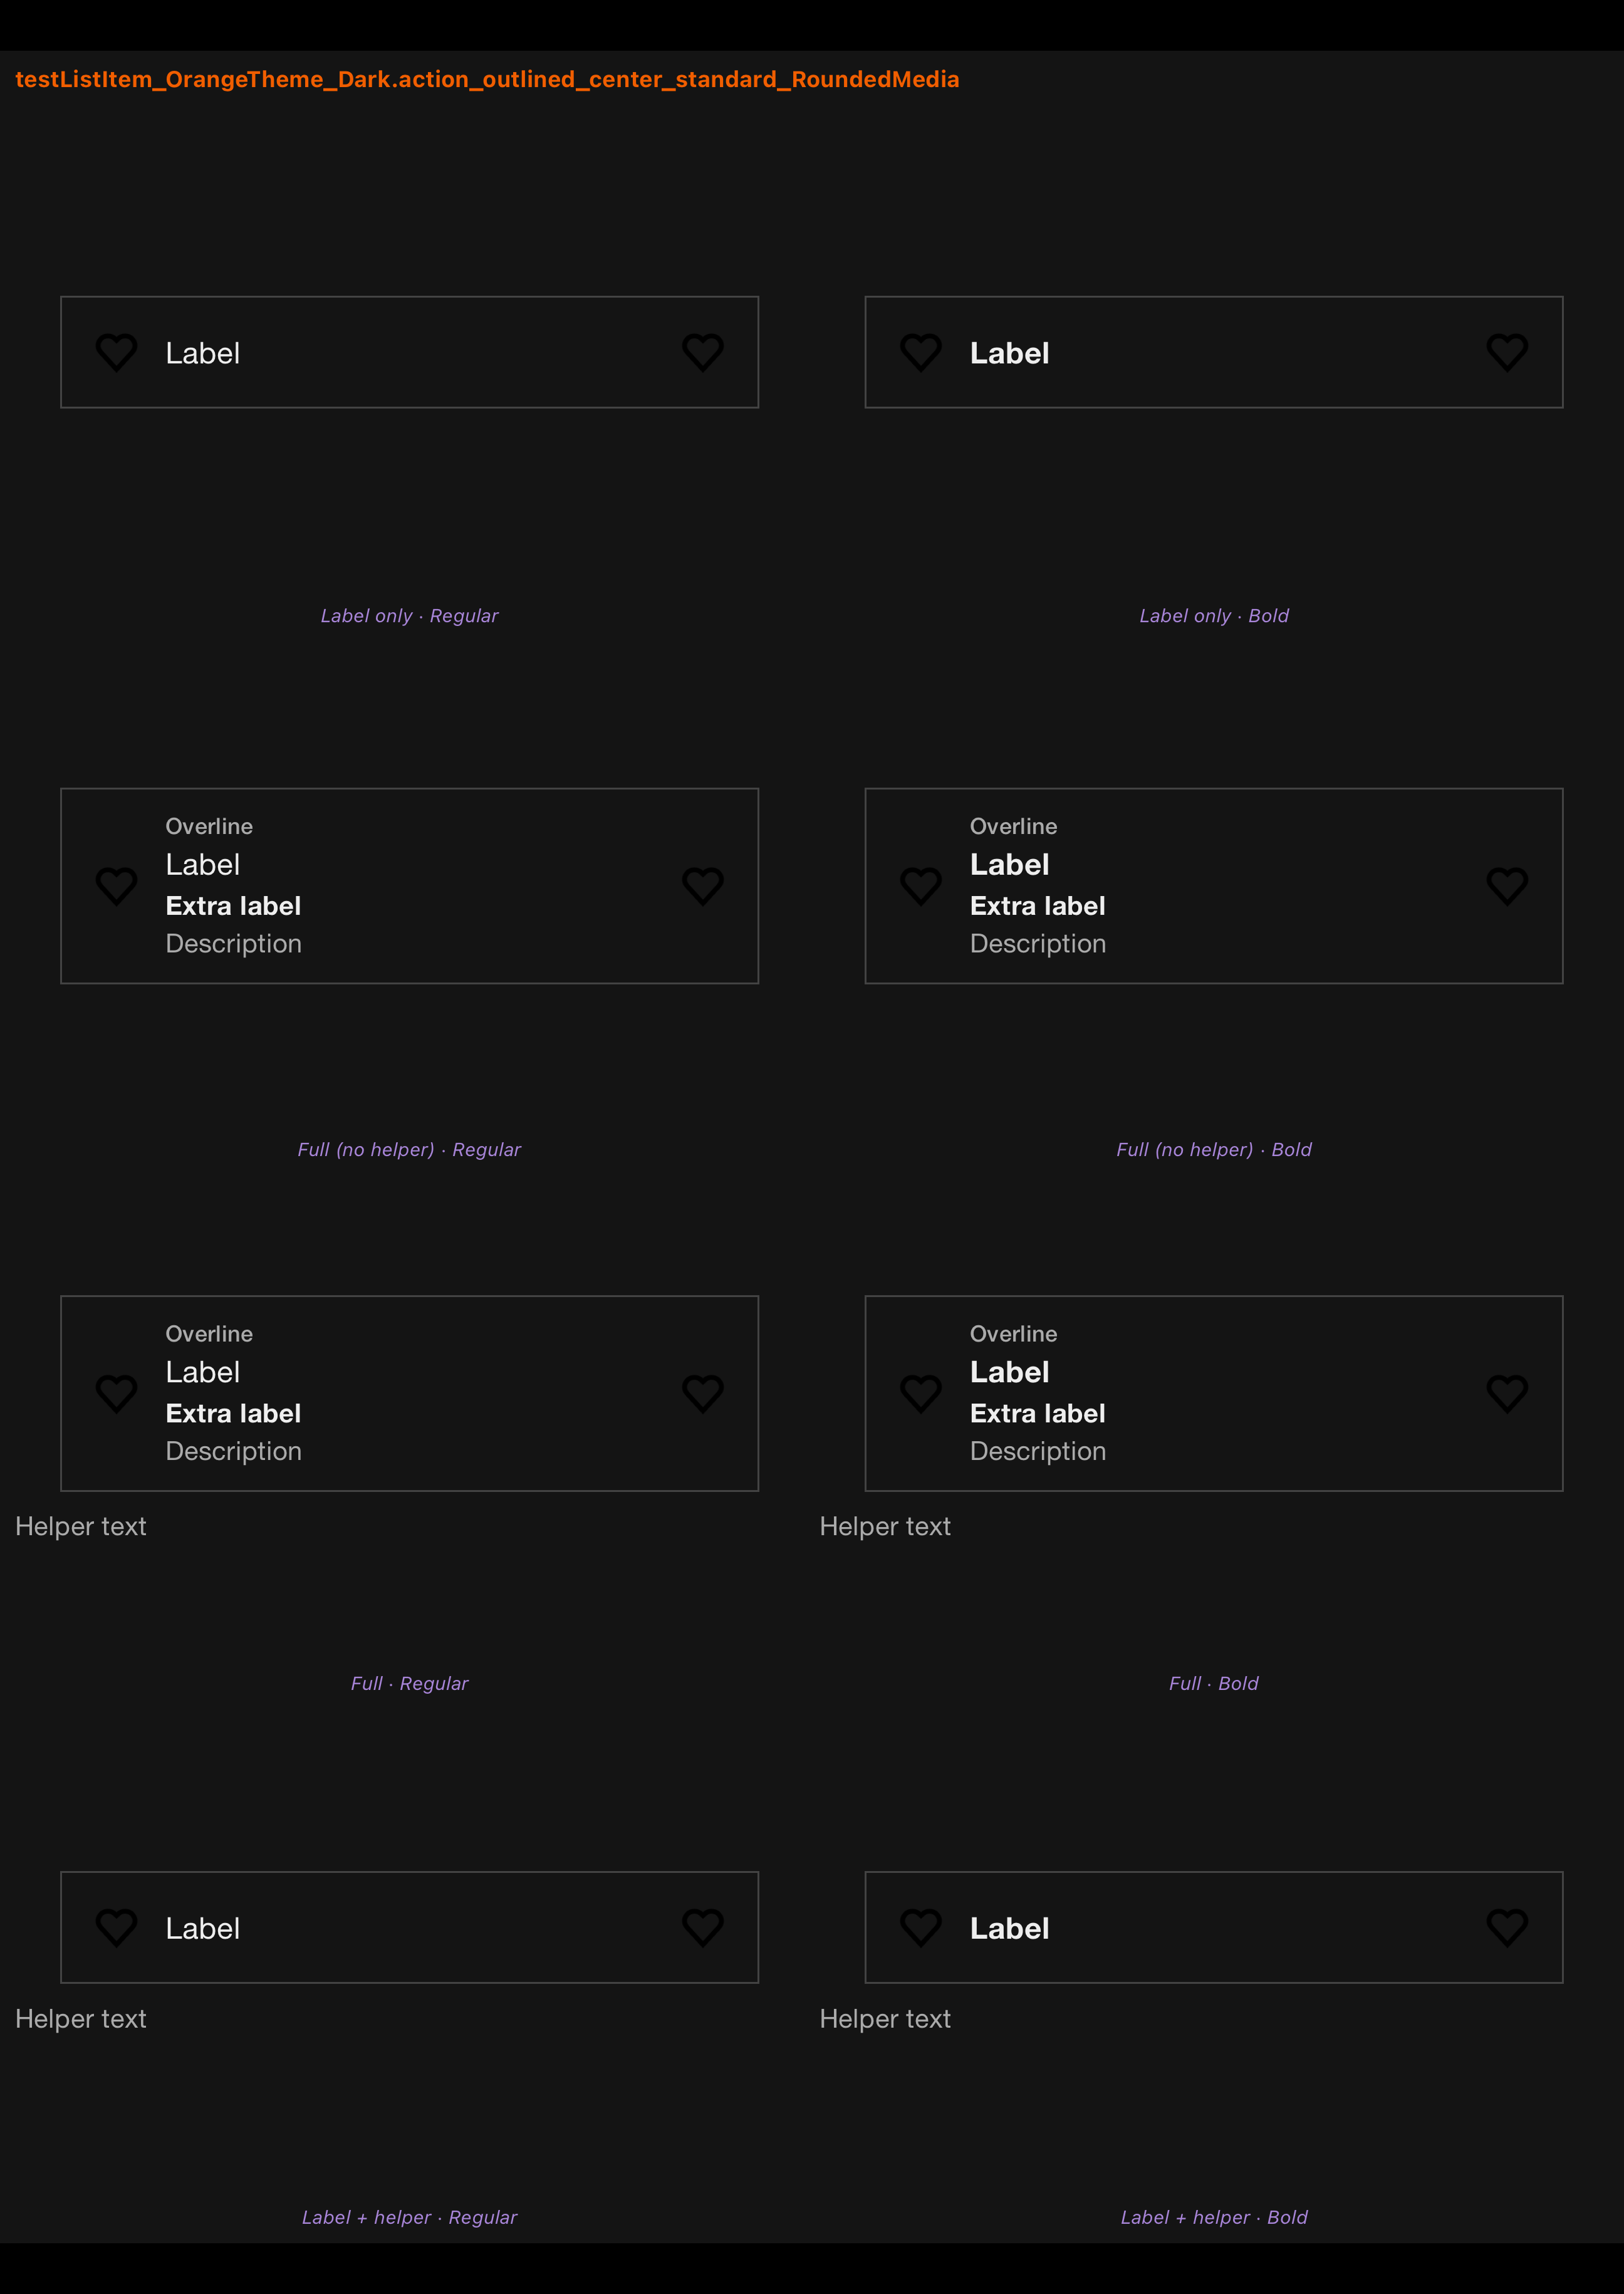 testListItem_OrangeTheme_Dark.action_outlined_center_standard_RoundedMedia
Label
Label
Label only · Regular
Label only · Bold
Overline
Label
Extra label
Description
Overline
Label
Extra label
Description
Full (no helper) · Regular
Full (no helper) · Bold
Overline
Label
Extra label
Description
Helper text
Overline
Label
Extra label
Description
Helper text
Full · Regular
Full · Bold
Label
Helper text
Label
Helper text
Label + helper · Regular
Label + helper · Bold